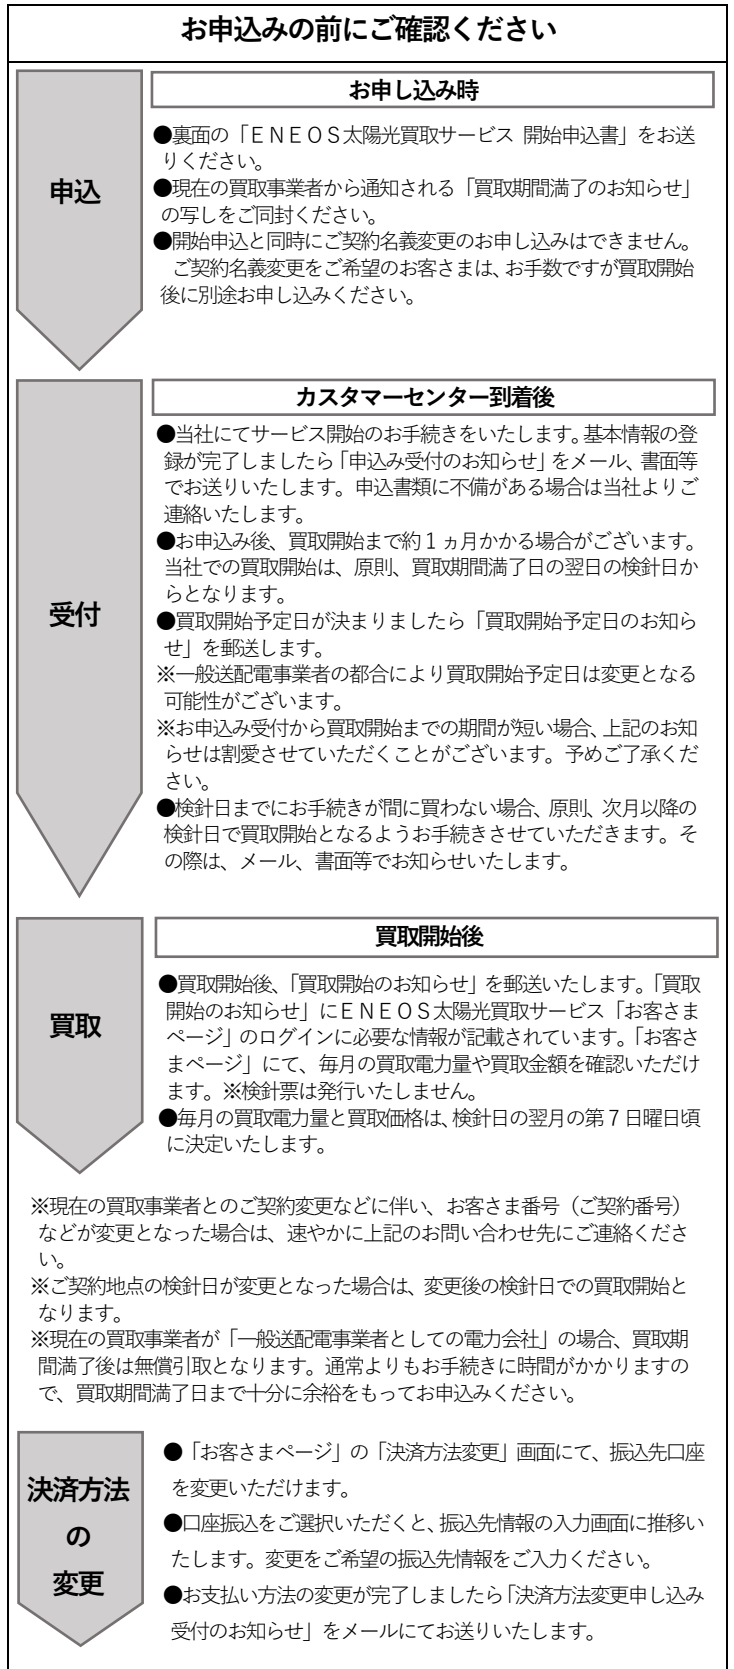 お申込みの前にご確認ください
お申し込み時
申込
●裏面の「ＥＮＥＯＳ太陽光買取サービス 開始申込書」をお送
りください。
●現在の買取事業者から通知される「買取期間満了のお知らせ」
の写しをご同封ください。
●開始申込と同時にご契約名義変更のお申し込みはできません。
ご契約名義変更をご希望のお客さまは、お手数ですが買取開始
後に別途お申し込みください。
カスタマーセンター到着後
受付
●当社にてサービス開始のお手続きをいたします。基本情報の登
録が完了しましたら「申込み受付のお知らせ」をメール、書面等
でお送りいたします。申込書類に不備がある場合は当社よりご
連絡いたします。
●お申込み後、買取開始まで約１ヵ月かかる場合がございます。
当社での買取開始は、原則、買取期間満了日の翌日の検針日か
らとなります。
●買取開始予定日が決まりましたら「買取開始予定日のお知ら
せ」を郵送します。
※一般送配電事業者の都合により買取開始予定日は変更となる
可能性がございます。
※お申込み受付から買取開始までの期間が短い場合、上記のお知
らせは割愛させていただくことがございます。予めご了承くだ
さい。
●検針日までにお手続きが間に買わない場合、原則、次月以降の
検針日で買取開始となるようお手続きさせていただきます。そ
の際は、メール、書面等でお知らせいたします。
買取開始後
買取
●買取開始後、「買取開始のお知らせ」を郵送いたします。「買取
開始のお知らせ」にＥＮＥＯＳ太陽光買取サービス「お客さま
ページ」のログインに必要な情報が記載されています。「お客さ
まページ」にて、毎月の買取電力量や買取金額を確認いただけ
ます。※検針票は発行いたしません。
●毎月の買取電力量と買取価格は、検針日の翌月の第７日曜日頃
に決定いたします。
※現在の買取事業者とのご契約変更などに伴い、お客さま番号（ご契約番号）
などが変更となった場合は、速やかに上記のお問い合わせ先にご連絡くださ
い。
※ご契約地点の検針日が変更となった場合は、変更後の検針日での買取開始と
なります。
※現在の買取事業者が「一般送配電事業者としての電力会社」の場合、買取期
間満了後は無償引取となります。通常よりもお手続きに時間がかかりますの
で、買取期間満了日まで十分に余裕をもってお申込みください。
決済方法
の
変更
●「お客さまページ」の「決済方法変更」画面にて、振込先口座
を変更いただけます。
●口座振込をご選択いただくと、振込先情報の入力画面に推移い
たします。変更をご希望の振込先情報をご入力ください。
●お支払い方法の変更が完了しましたら「決済方法変更申し込み
受付のお知らせ」をメールにてお送りいたします。